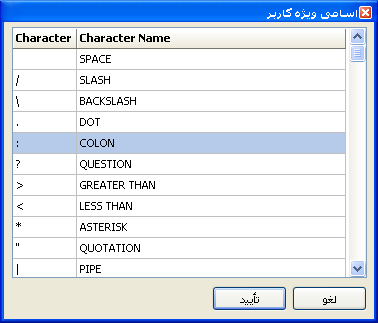 اسامی ویژه کاربر
Character Character Name
SPACE
/ SLASH
\ BACKSLASH
. DOT
: COLON
? QUESTION
> GREATER THAN
< LESS THAN
* ASTERISK
" QUOTATION
| PIPE
تأیید لغو